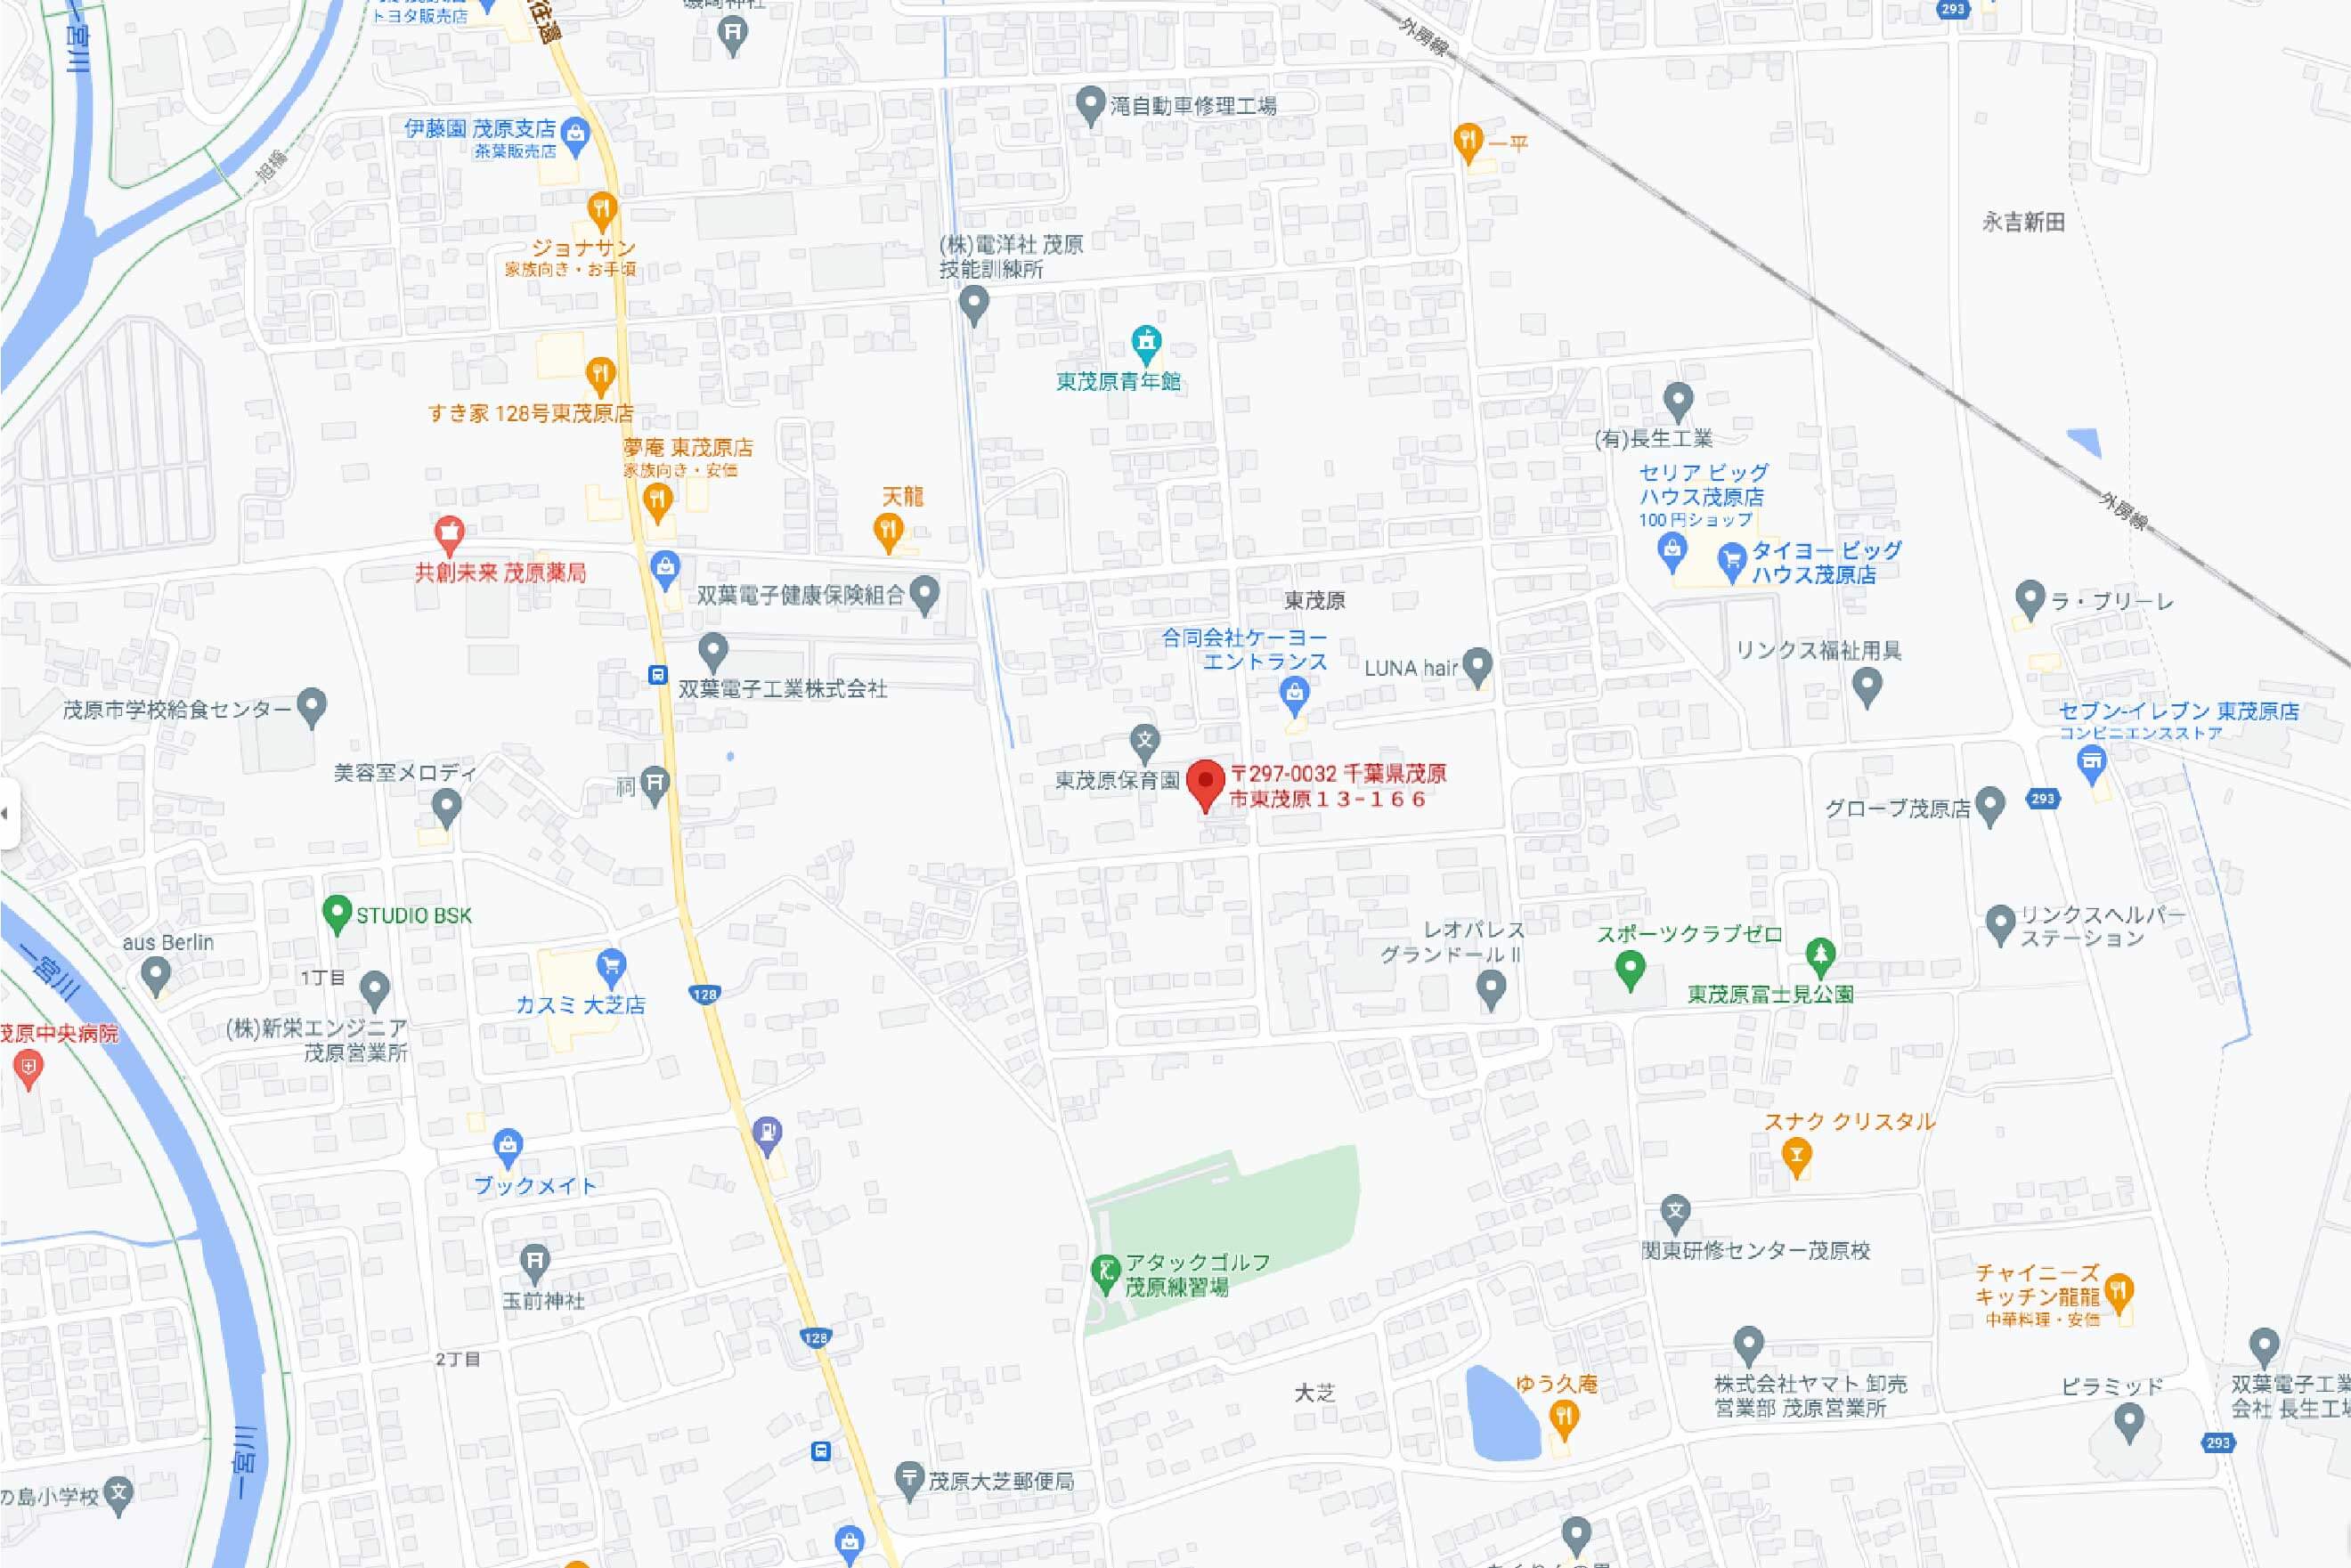 一宮川
トヨタ販売店
往還
磯崎神社
外房線
293
滝自動車修理工場
伊藤園 茂原支店
茶葉販売店
旭橋
一平
ジョナサン
家族向き・お手頃
(株)電洋社 茂原
技能訓練所
永吉新田
東茂原青年館
すき家 128号東茂原店
夢庵 東茂原店
家族向き・安価
(有)長生工業
天龍
セリア ビッグ
ハウス茂原店
100 円ショップ
タイヨー ビッグ
ハウス茂原店
外房線
共創未来 茂原薬局
双葉電子健康保険組合
東茂原
ラ・ブリーレ
合同会社ケーヨー
エントランス
LUNA hair
リンクス福祉用具
双葉電子工業株式会社
茂原市学校給食センター
セブン-イレブン 東茂原店
コンビニエンスストア
美容室メロディ
祠
文
東茂原保育園
〒297-0032 千葉県茂原
市東茂原13-166
グローブ茂原店
293
STUDIO BSK
aus Berlin
一宮川
1丁目
カスミ 大芝店
128
レオパレス
グランドール II
スポーツクラブゼロ
東茂原富士見公園
リンクスヘルパー
ステーション
(株)新栄エンジニア
茂原営業所
茂原中央病院
スナク クリスタル
ブックメイト
文
関東研修センター茂原校
アタックゴルフ
茂原練習場
チャイニーズ
キッチン龍龍
中華料理・安価
玉前神社
128
2丁目
大芝
ゆう久庵
株式会社ヤマト 卸売
営業部 茂原営業所
ピラミッド
双葉電子工業
会社 長生工場
一宮川
293
茂原大芝郵便局
の島小学校
文